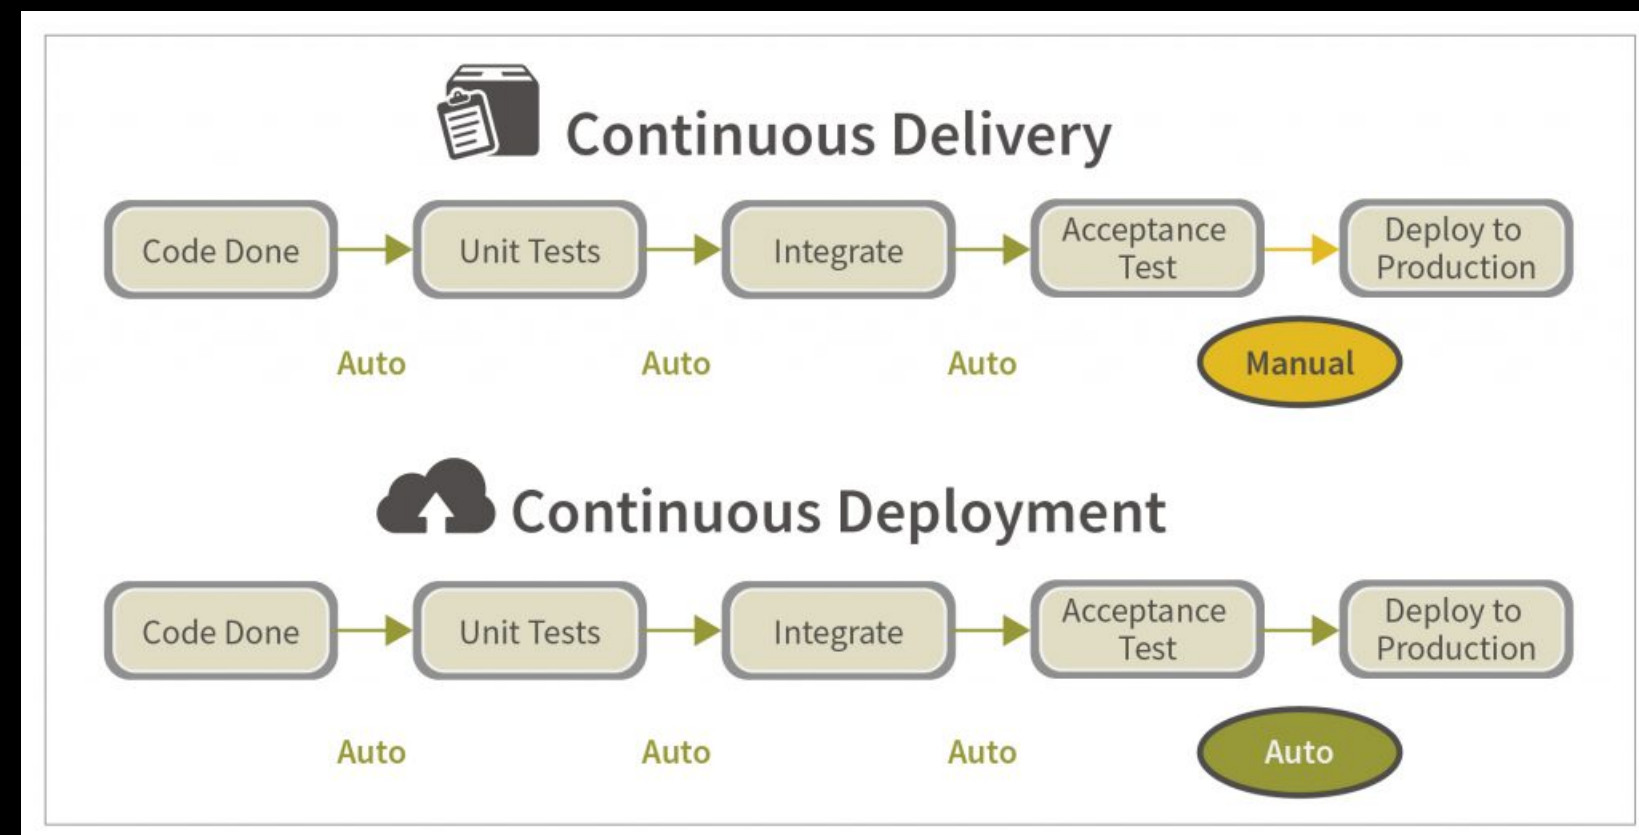 Continuous Delivery
Code Done
Unit Tests
Integrate
Acceptance
Test
Deploy to
Production
Auto
Auto
Auto
Manual
Continuous Deployment
Code Done
Unit Tests
Integrate
Acceptance
Test
Deploy to
Production
Auto
Auto
Auto
Auto